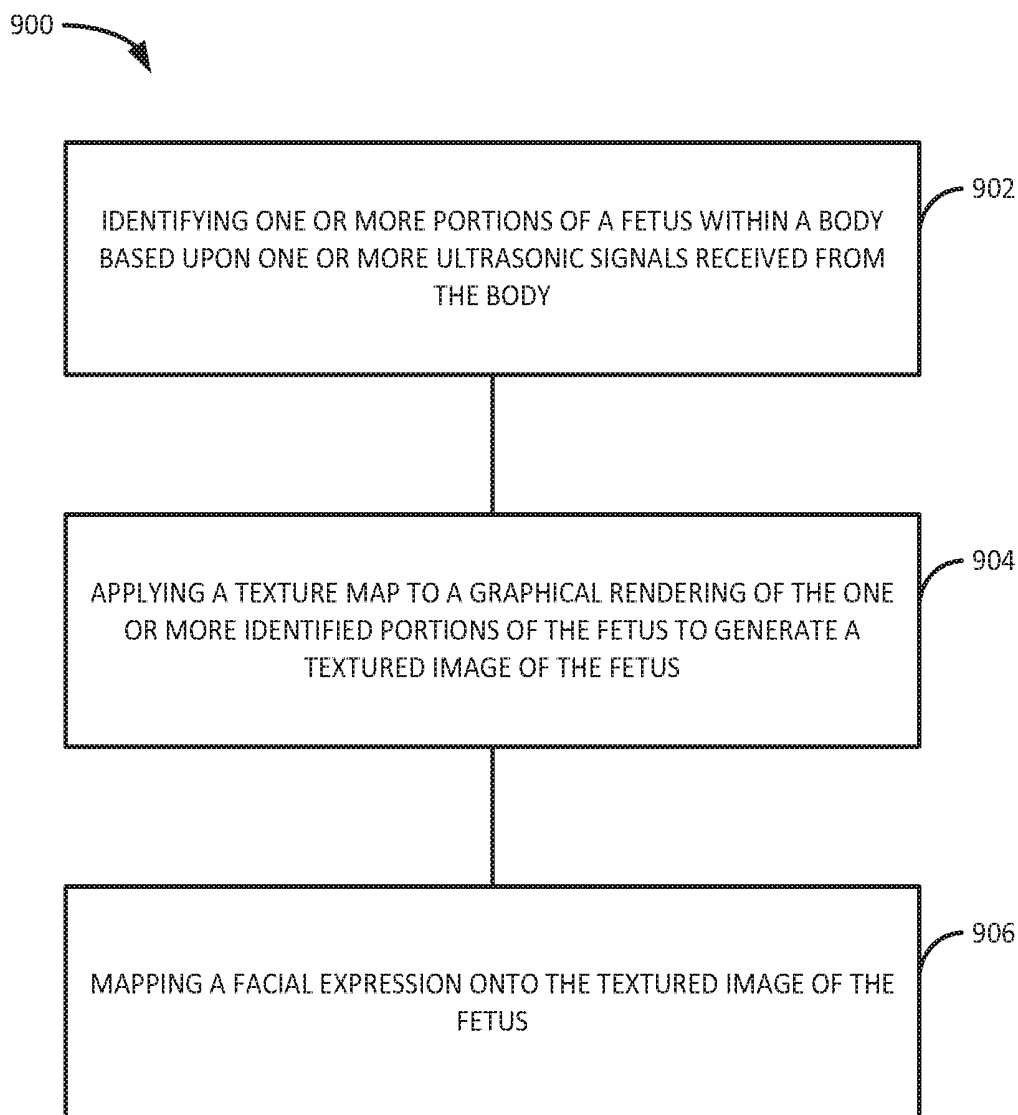 900
902
IDENTIFYING ONE OR MORE PORTIONS OF A FETUS WITHIN A BODY
BASED UPON ONE OR MORE ULTRASONIC SIGNALS RECEIVED FROM
THE BODY
904
APPLYING A TEXTURE MAP TO A GRAPHICAL RENDERING OF THE ONE
OR MORE IDENTIFIED PORTIONS OF THE FETUS TO GENERATE A
TEXTURED IMAGE OF THE FETUS
906
MAPPING A FACIAL EXPRESSION ONTO THE TEXTURED IMAGE OF THE
FETUS